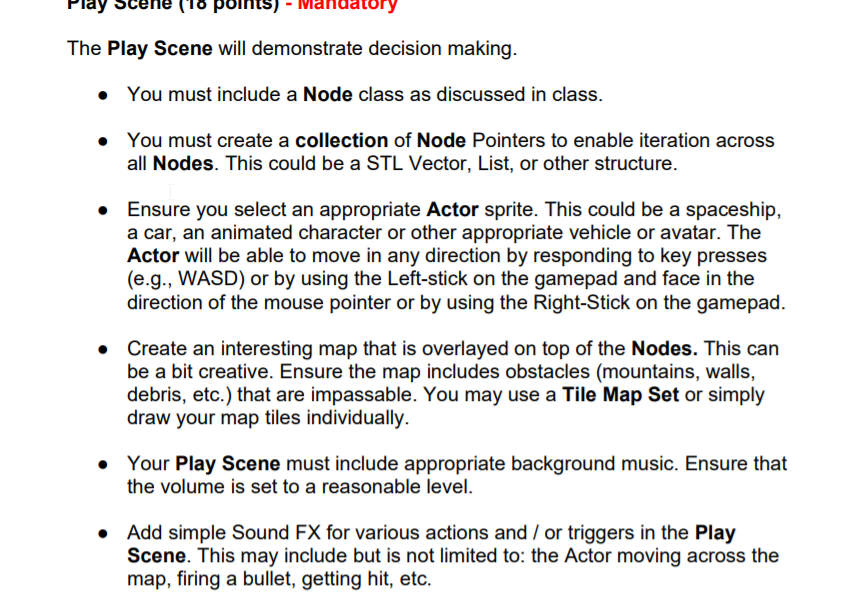 Play Scene (18 points) - Mandatory
The Play Scene will demonstrate decision making.
● You must include a Node class as discussed in class.
● You must create a collection of Node Pointers to enable iteration across
all Nodes. This could be a STL Vector, List, or other structure.
● Ensure you select an appropriate Actor sprite. This could be a spaceship,
a car, an animated character or other appropriate vehicle or avatar. The
Actor will be able to move in any direction by responding to key presses
(e.g., WASD) or by using the Left-stick on the gamepad and face in the
direction of the mouse pointer or by using the Right-Stick on the gamepad.
● Create an interesting map that is overlayed on top of the Nodes. This can
be a bit creative. Ensure the map includes obstacles (mountains, walls,
debris, etc.) that are impassable. You may use a Tile Map Set or simply
draw your map tiles individually.
● Your Play Scene must include appropriate background music. Ensure that
the volume is set to a reasonable level.
● Add simple Sound FX for various actions and / or triggers in the Play
Scene. This may include but is not limited to: the Actor moving across the
map, firing a bullet, getting hit, etc.